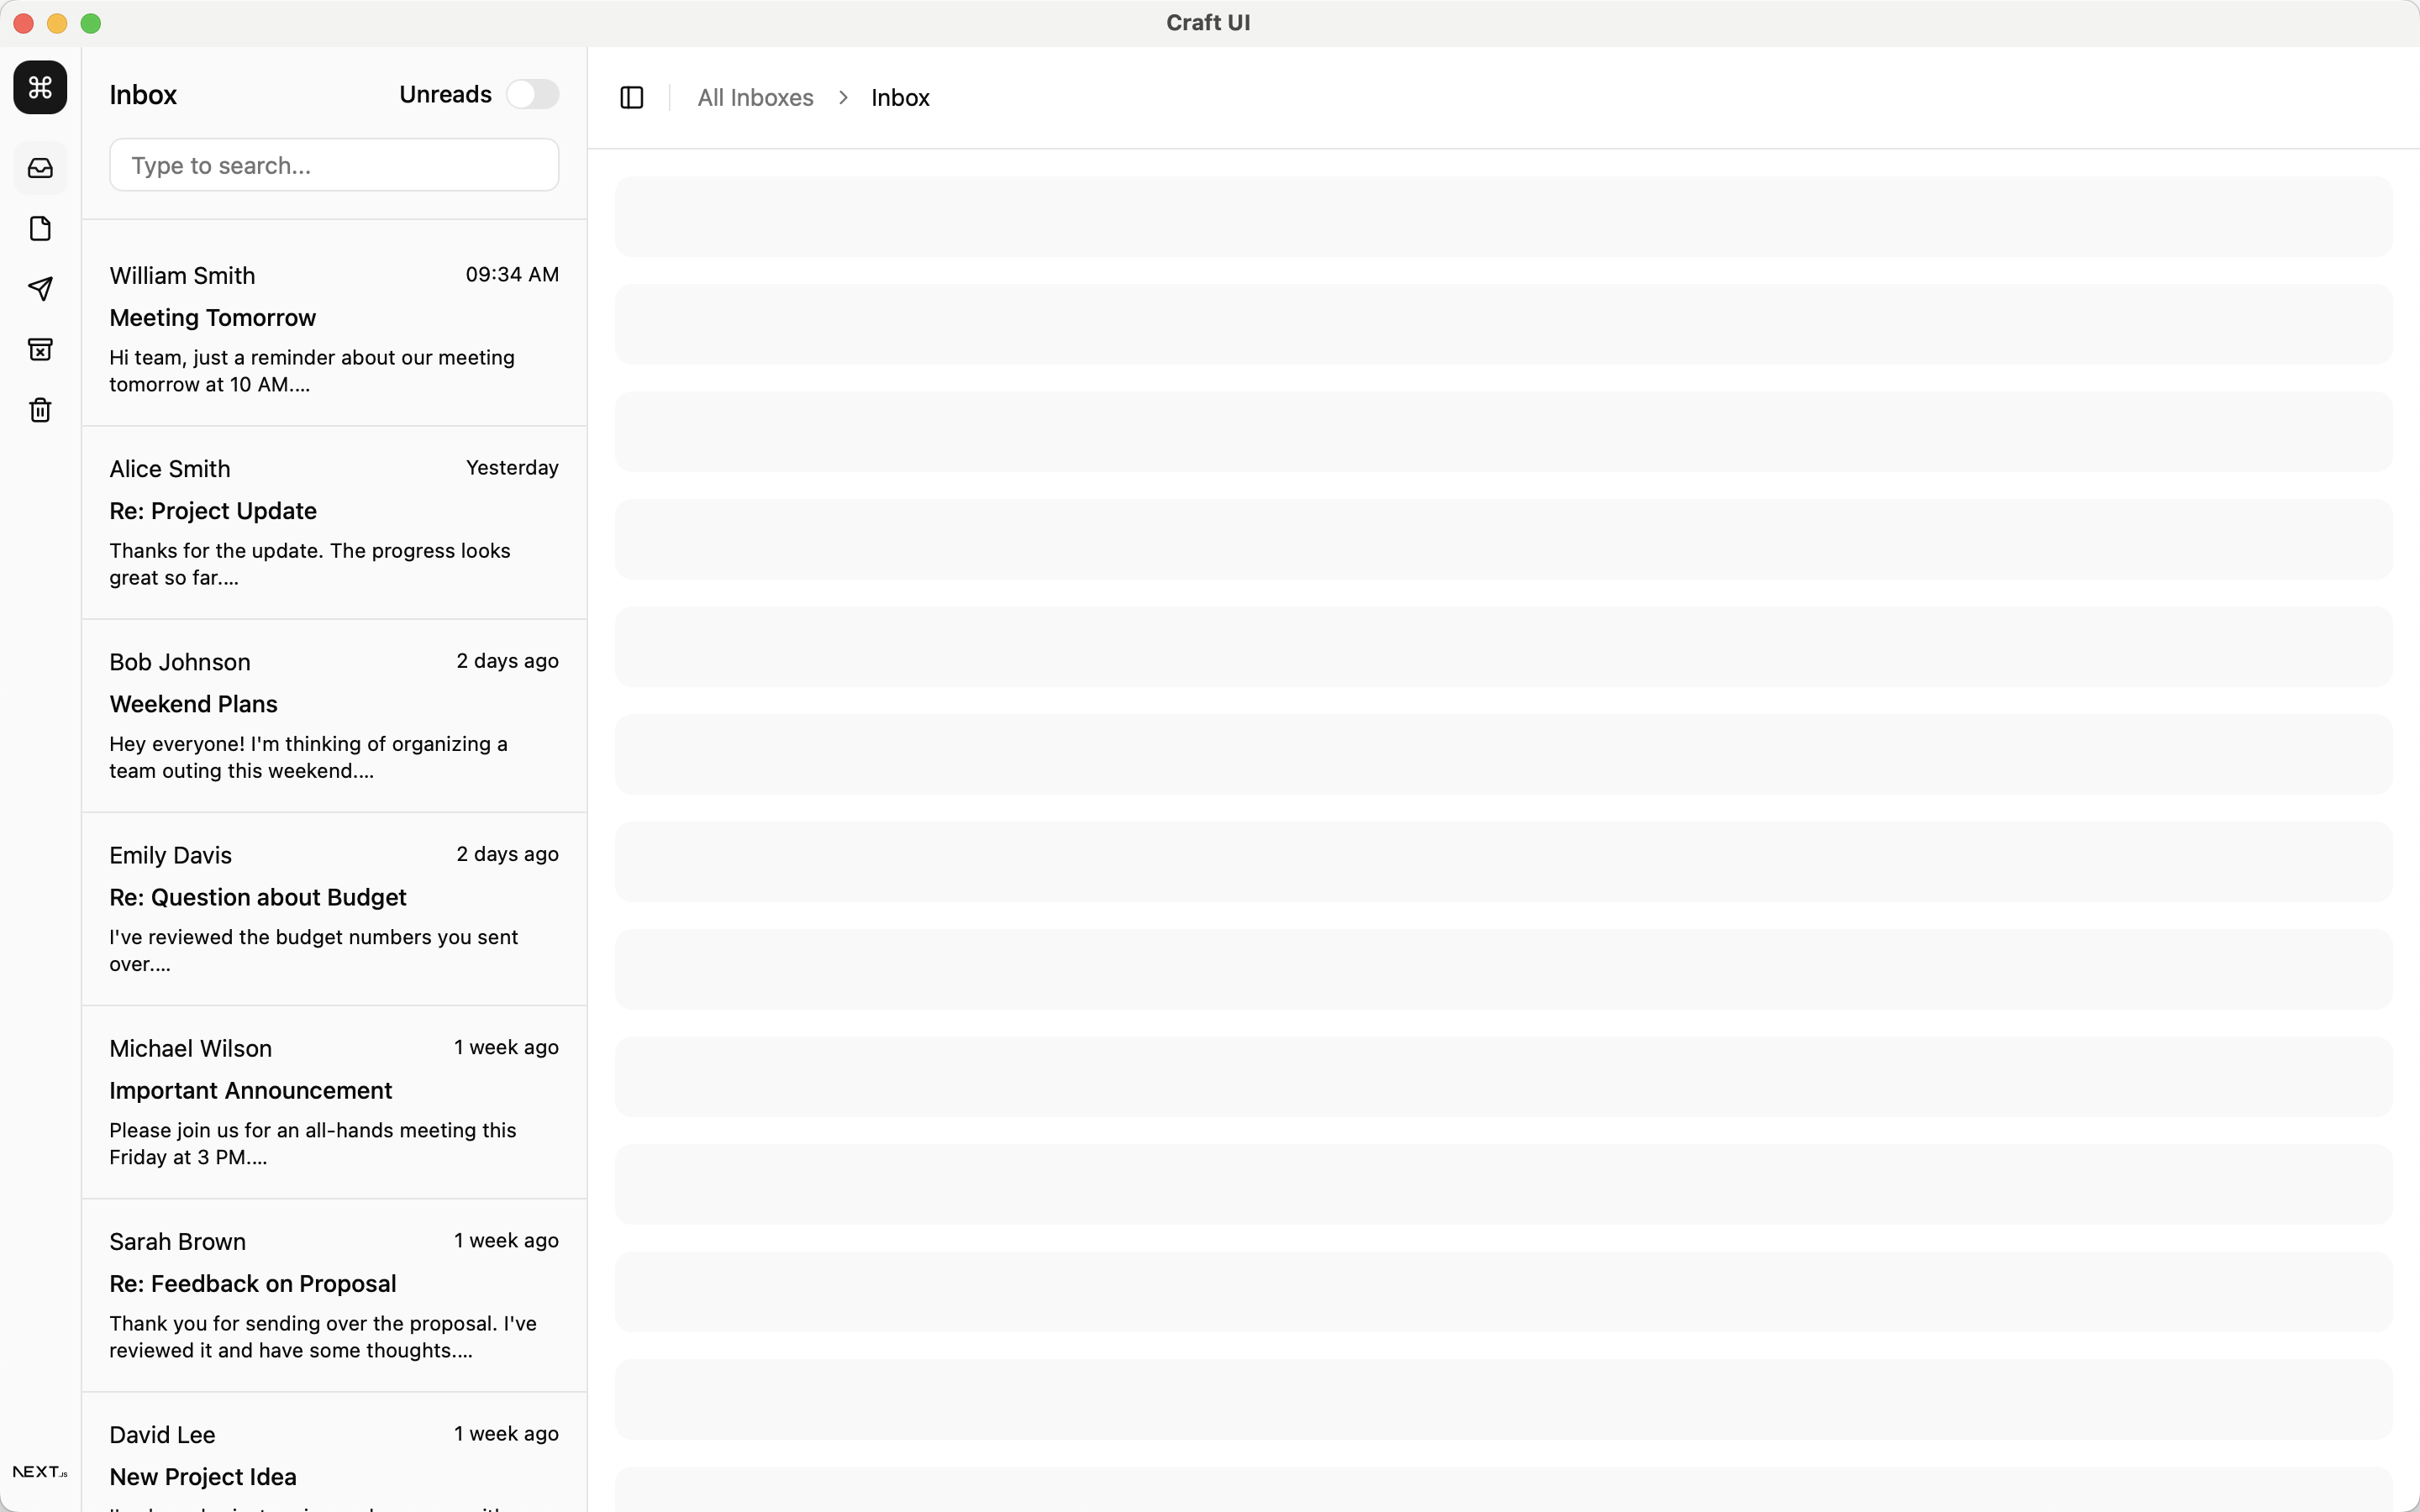 Craft UI
Inbox
Unreads
Type to search...
All Inboxes
Inbox
William Smith
09:34 AM
Meeting Tomorrow
Hi team, just a reminder about our meeting
tomorrow at 10 AM....
Alice Smith
Yesterday
Re: Project Update
Thanks for the update. The progress looks
great so far....
Bob Johnson
2 days ago
Weekend Plans
Hey everyone! I'm thinking of organizing a
team outing this weekend....
Emily Davis
2 days ago
Re: Question about Budget
I've reviewed the budget numbers you sent
over....
Michael Wilson
1 week ago
Important Announcement
Please join us for an all-hands meeting this
Friday at 3 PM....
Sarah Brown
1 week ago
Re: Feedback on Proposal
Thank you for sending over the proposal. I've
reviewed it and have some thoughts....
David Lee
1 week ago
New Project Idea
NEXT.JS